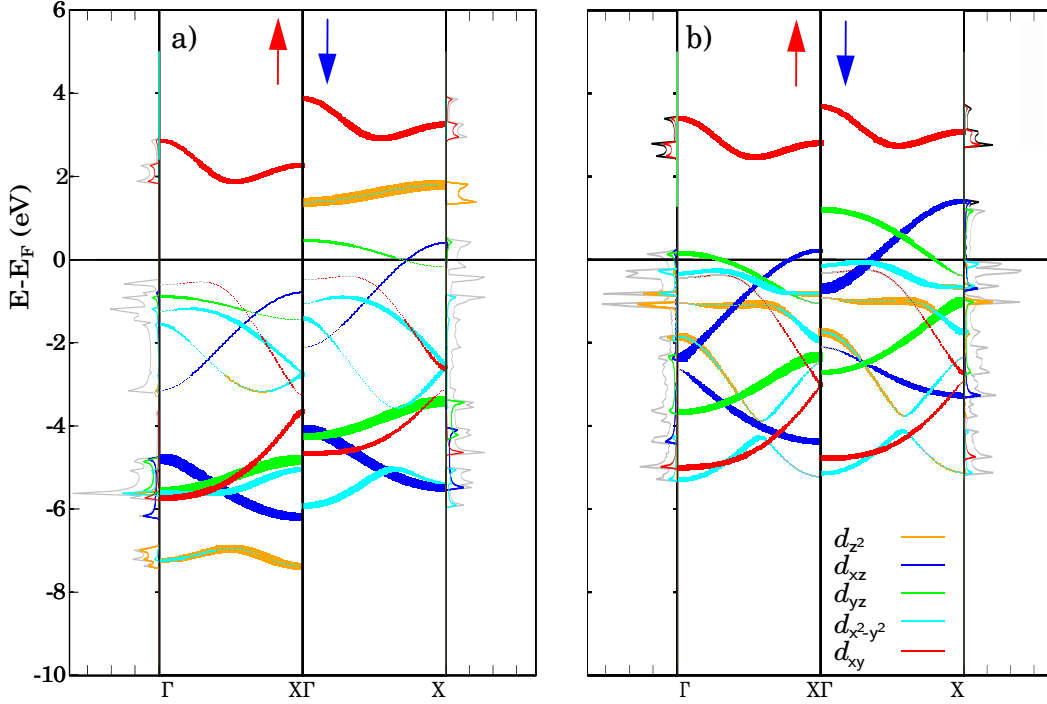 6
4
2
0
-2
-4
-6
-8
-10
E-E_F (eV)
a)
b)
Γ
XΓ
X
Γ
XΓ
X
d_z²
d_xz
d_yz
d_x²-y²
d_xy